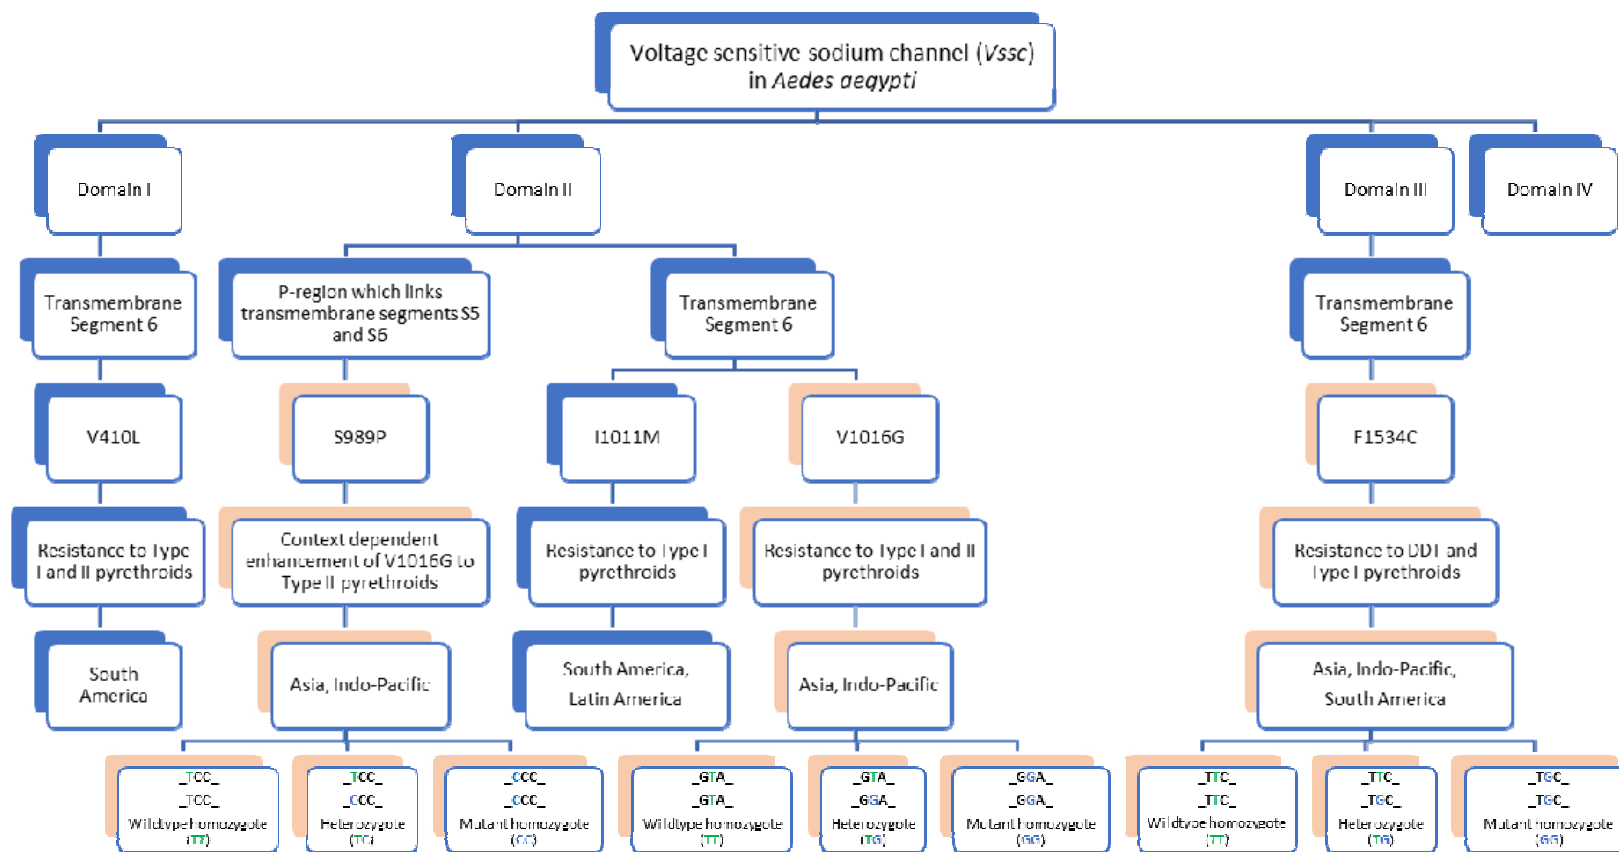 Voltage sensitive sodium channel (Vssc)
in Aedes aegypti
Domain I
Domain II
Domain III
Domain IV
Transmembrane
Segment 6
P-region which links
transmembrane segments S5
and S6
Transmembrane
Segment 6
Transmembrane
Segment 6
V410L
S989P
I1011M
V1016G
F1534C
Resistance to Type
I and II pyrethroids
Context dependent
enhancement of V1016G to
Type II pyrethroids
Resistance to Type I
pyrethroids
Resistance to Type I and II
pyrethroids
Resistance to DDT and
Type I pyrethroids
South
America
Asia, Indo-Pacific
South America,
Latin America
Asia, Indo-Pacific
Asia, Indo-Pacific,
South America
_TCC_
_TCC_
Wildtype homozygote
(TT)
_TCC_
_CCC_
Heterozygote
(TC)
_CCC_
_CCC_
Mutant homozygote
(CC)
_GTA_
_GTA_
Wildtype homozygote
(TT)
_GTA_
_GGA_
Heterozygote
(TG)
_GGA_
_GGA_
Mutant homozygote
(GG)
_TTC_
_TTC_
Wildtype homozygote
(TT)
_TTC_
_TGC_
Heterozygote
(TG)
_TGC_
_TGC_
Mutant homozygote
(GG)